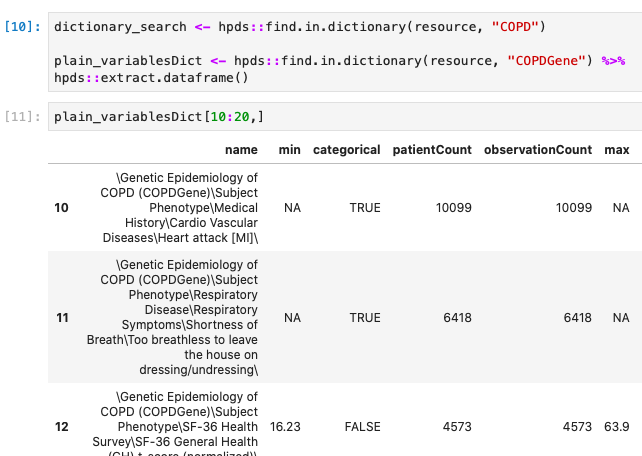 [10]: dictionary_search <- hpds::find.in.dictionary(resource, "COPD")
plain_variablesDict <- hpds::find.in.dictionary(resource, "COPDGene") %>%
hpds::extract.dataframe()
[11]: plain_variablesDict[10:20,]
name min categorical patientCount observationCount max
\Genetic Epidemiology of
COPD (COPDGene)\Subject
Phenotype\Medical
10 History\Cardio Vascular NA TRUE 10099 10099 NA
Diseases\Heart attack [MI]\
\Genetic Epidemiology of
COPD (COPDGene)\Subject
Phenotype\Respiratory
Disease\Respiratory
11 Symptoms\Shortness of NA TRUE 6418 6418 NA
Breath\Too breathless to leave
the house on
dressing/undressing\
\Genetic Epidemiology of
COPD (COPDGene)\Subject
12 Phenotype\SF-36 Health 16.23 FALSE 4573 4573 63.9
Survey\SF-36 General Health
(GH) t-score (normalized)\